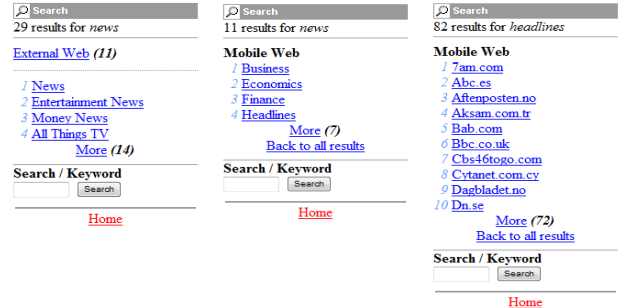 Search
29 results for news
External Web (11)
1 News
2 Entertainment News
3 Money News
4 All Things TV
More (14)
Search / Keyword
Search
Home
Search
11 results for news
Mobile Web
1 Business
2 Economics
3 Finance
4 Headlines
More (7)
Back to all results
Search / Keyword
Search
Home
Search
82 results for headlines
Mobile Web
1 7am.com
2 Abc.es
3 Aftenposten.no
4 Aksam.com.tr
5 Bab.com
6 Bbc.co.uk
7 Cbs46togo.com
8 Cytanet.com.cy
9 Dagbladet.no
10 Dn.se
More (72)
Back to all results
Search / Keyword
Search
Home